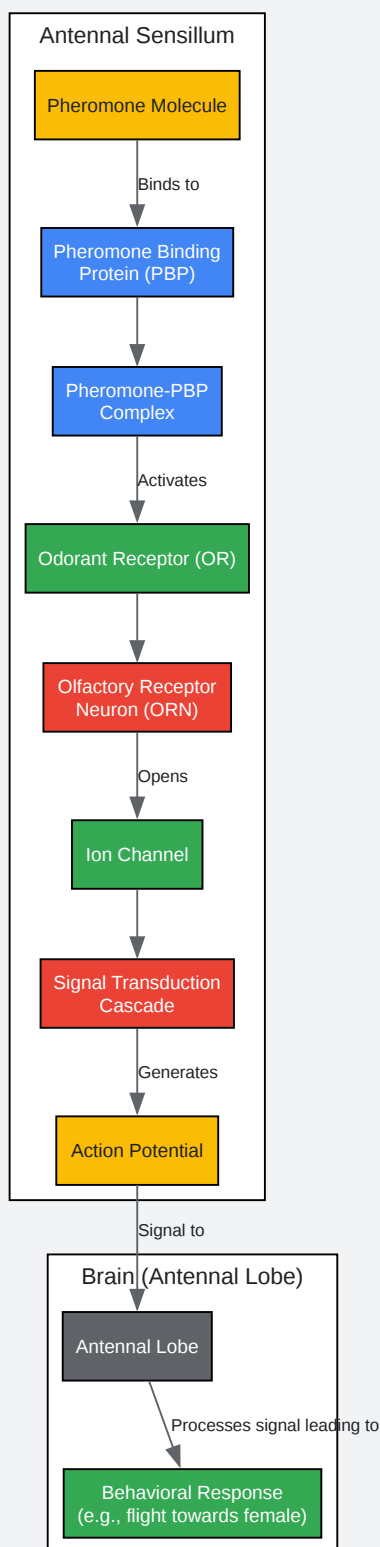 Antennal Sensillum
Pheromone Molecule
Binds to
Pheromone Binding
Protein (PBP)
Pheromone-PBP
Complex
Activates
Odorant Receptor (OR)
Olfactory Receptor
Neuron (ORN)
Opens
Ion Channel
Signal Transduction
Cascade
Generates
Action Potential
Signal to
Brain (Antennal Lobe)
Antennal Lobe
Processes signal leading to
Behavioral Response
(e.g., flight towards female)